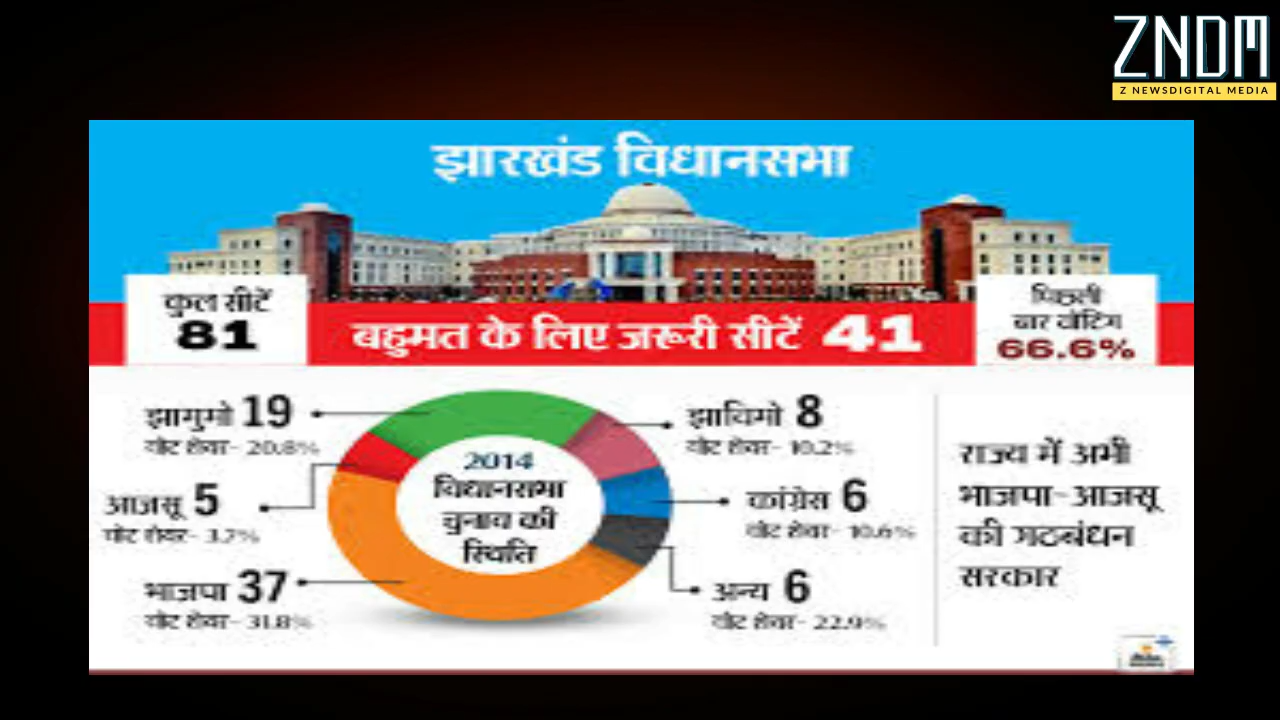 ZNDM
Z NEWSDIGITAL MEDIA
झारखंड विधानसभा
कुल सीटें
81
बहुमत के लिए जरूरी सीटें 41
पिछली
बार वोटिंग
66.6%
झामुमो 19
वोट शेयर- 20.8%
आजसू 5
वोट शेयर- 3.7%
भाजपा 37
वोट शेयर- 31.8%
2014
विधानसभा
चुनाव की
स्थिति
झाविमो 8
वोट शेयर- 10.2%
कांग्रेस 6
वोट शेयर- 10.6%
अन्य 6
वोट शेयर- 22.9%
राज्य में अभी
भाजपा-आजसू
की गठबंधन
सरकार